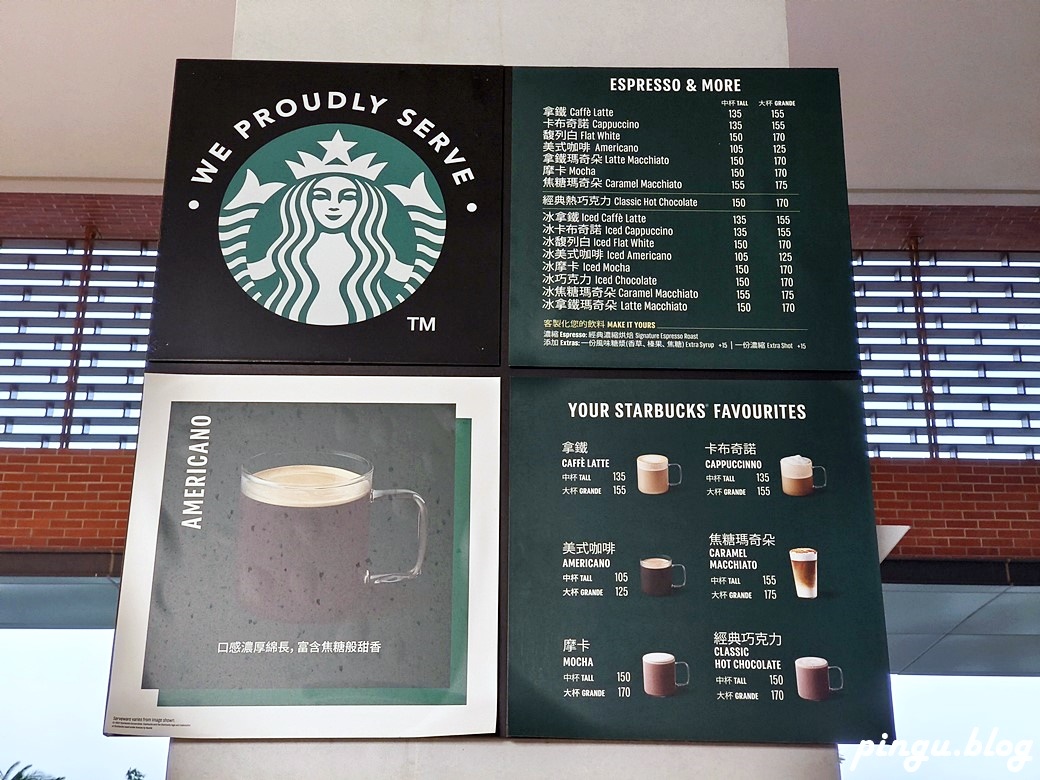 WE PROUDLY SERVE
TM
ESPRESSO & MORE
中杯 TALL 大杯 GRANDE
拿鐵 Caffè Latte 135 155
卡布奇諾 Cappuccino 135 155
馥列白 Flat White 150 170
美式咖啡 Americano 105 125
拿鐵瑪奇朵 Latte Macchiato 150 170
摩卡 Mocha 150 170
焦糖瑪奇朵 Caramel Macchiato 155 175
經典熱巧克力 Classic Hot Chocolate 150 170
冰拿鐵 Iced Caffè Latte 135 155
冰卡布奇諾 Iced Cappuccino 135 155
冰馥列白 Iced Flat White 150 170
冰美式咖啡 Iced Americano 105 125
冰摩卡 Iced Mocha 150 170
冰巧克力 Iced Chocolate 150 170
冰焦糖瑪奇朵 Caramel Macchiato 155 175
冰拿鐵瑪奇朵 Latte Macchiato 150 170
客製化您的飲料 MAKE IT YOURS
濃縮 Espresso: 經典濃縮烘焙 Signature Espresso Roast
添加 Extras: 一份風味糖漿(香草、榛果、焦糖) Extra Syrup +15 | 一份濃縮 Extra Shot +15
AMERICANO
口感濃厚綿長, 富含焦糖般甜香
Serveware varies from image shown.
YOUR STARBUCKS® FAVOURITES
拿鐵
CAFFÈ LATTE
中杯 TALL 135
大杯 GRANDE 155
卡布奇諾
CAPPUCCINNO
中杯 TALL 135
大杯 GRANDE 155
美式咖啡
AMERICANO
中杯 TALL 105
大杯 GRANDE 125
焦糖瑪奇朵
CARAMEL
MACCHIATO
中杯 TALL 155
大杯 GRANDE 175
摩卡
MOCHA
中杯 TALL 150
大杯 GRANDE 170
經典巧克力
CLASSIC
HOT CHOCOLATE
中杯 TALL 150
大杯 GRANDE 170
pingu.blog